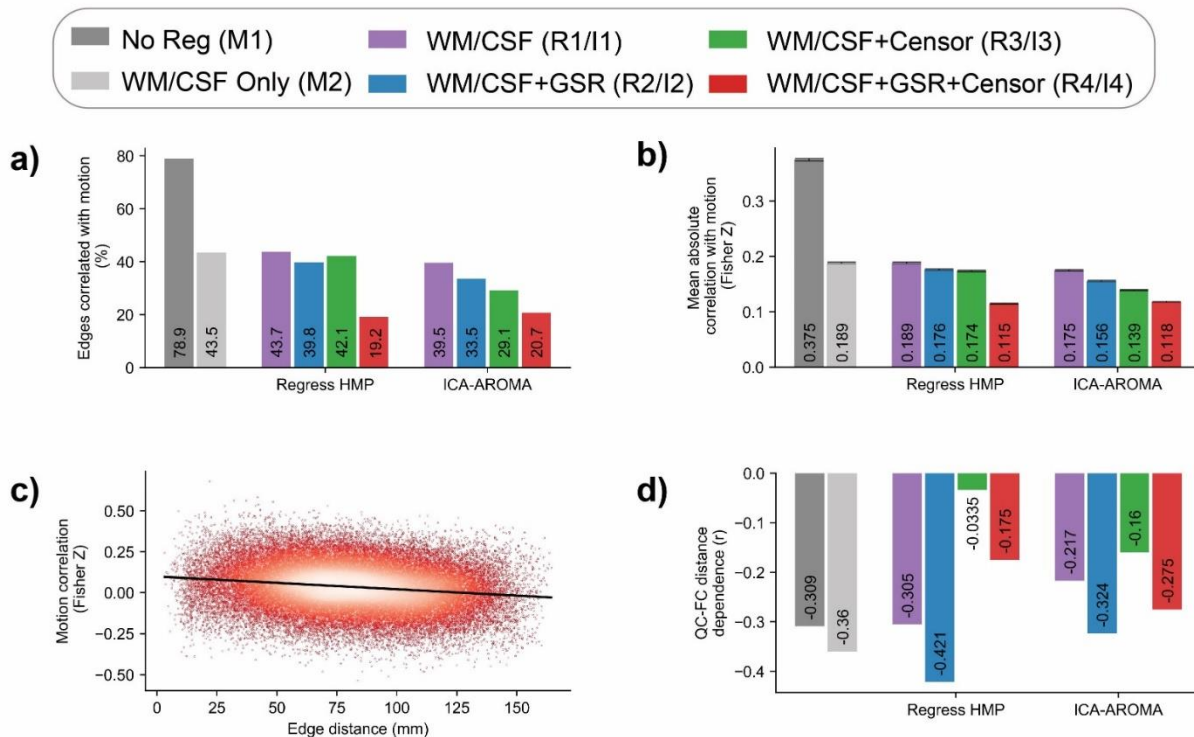 No Reg (M1)
WM/CSF (R1/I1)
WM/CSF+Censor (R3/I3)
WM/CSF Only (M2)
WM/CSF+GSR (R2/I2)
WM/CSF+GSR+Censor (R4/I4)
a)
Edges correlated with motion
(%)
80
60
40
20
0
78.9
43.5
43.7
39.8
42.1
19.2
39.5
33.5
29.1
20.7
Regress HMP
ICA-AROMA
b)
Mean absolute
correlation with motion
(Fisher Z)
0.3
0.2
0.1
0.0
0.375
0.189
0.189
0.176
0.174
0.115
0.175
0.156
0.139
0.118
Regress HMP
ICA-AROMA
c)
Motion correlation
(Fisher Z)
0.50
0.25
0.00
−0.25
−0.50
0
25
50
75
100
125
150
Edge distance (mm)
d)
QC-FC distance
dependence (r)
0.0
−0.1
−0.2
−0.3
−0.4
-0.309
-0.36
-0.305
-0.421
-0.0335
-0.175
-0.217
-0.324
-0.16
-0.275
Regress HMP
ICA-AROMA